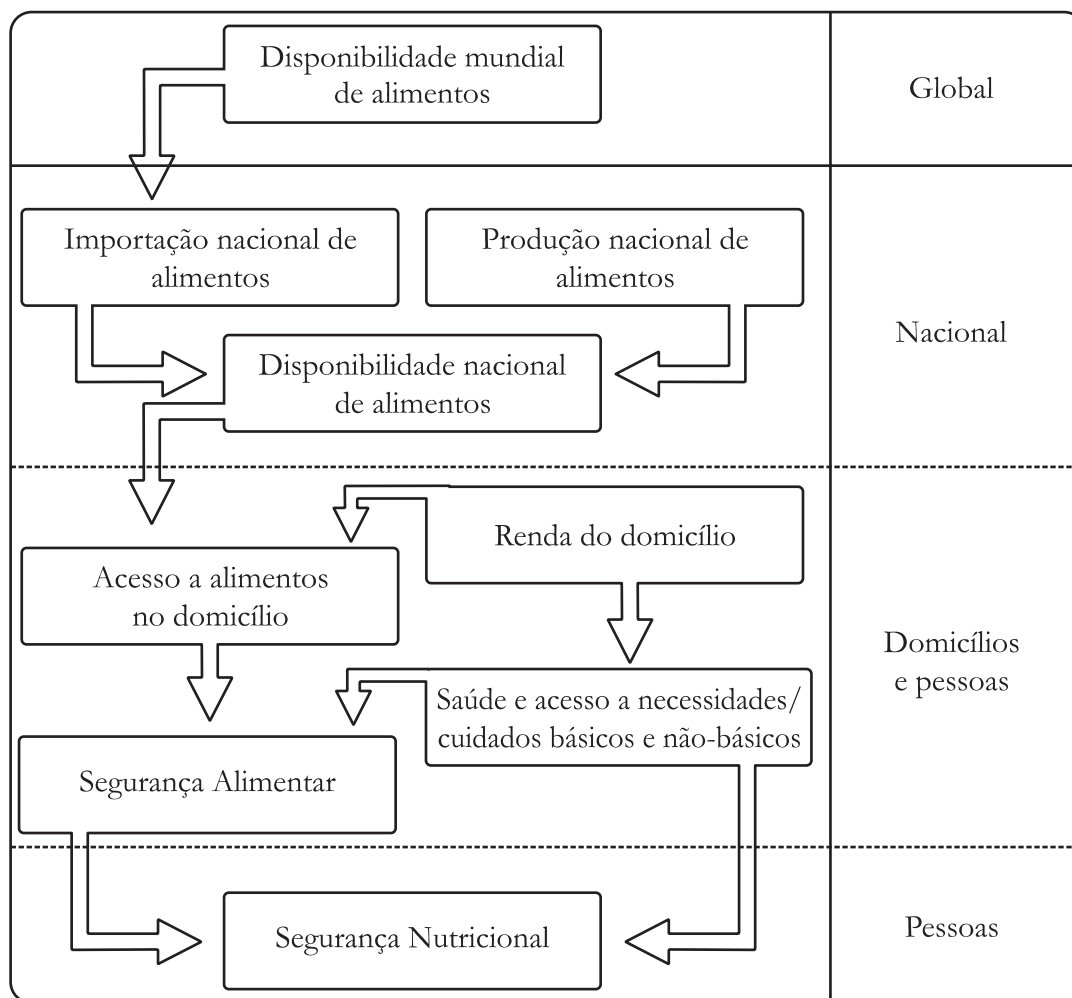 Disponibilidade mundial
de alimentos
Global
Importação nacional de
alimentos
Produção nacional de
alimentos
Nacional
Disponibilidade nacional
de alimentos
Renda do domicílio
Acesso a alimentos
no domicílio
Domicílios
e pessoas
Saúde e acesso a necessidades/
cuidados básicos e não-básicos
Segurança Alimentar
Segurança Nutricional
Pessoas